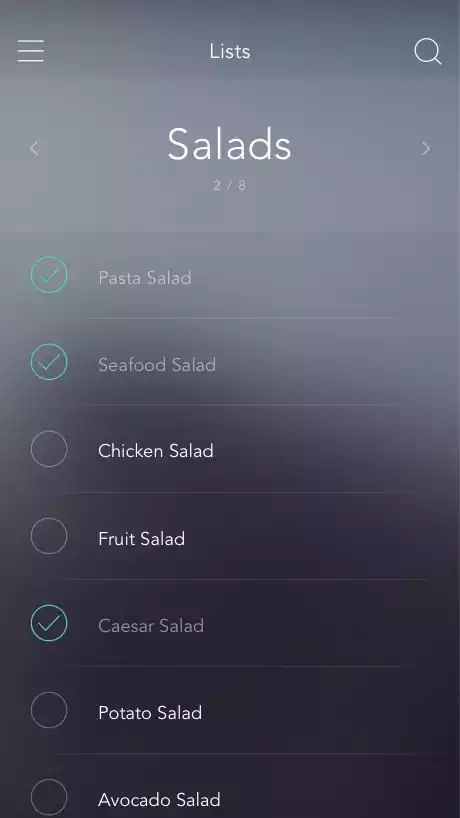 Lists
Salads
2 / 8
Pasta Salad
Seafood Salad
Chicken Salad
Fruit Salad
Caesar Salad
Potato Salad
Avocado Salad